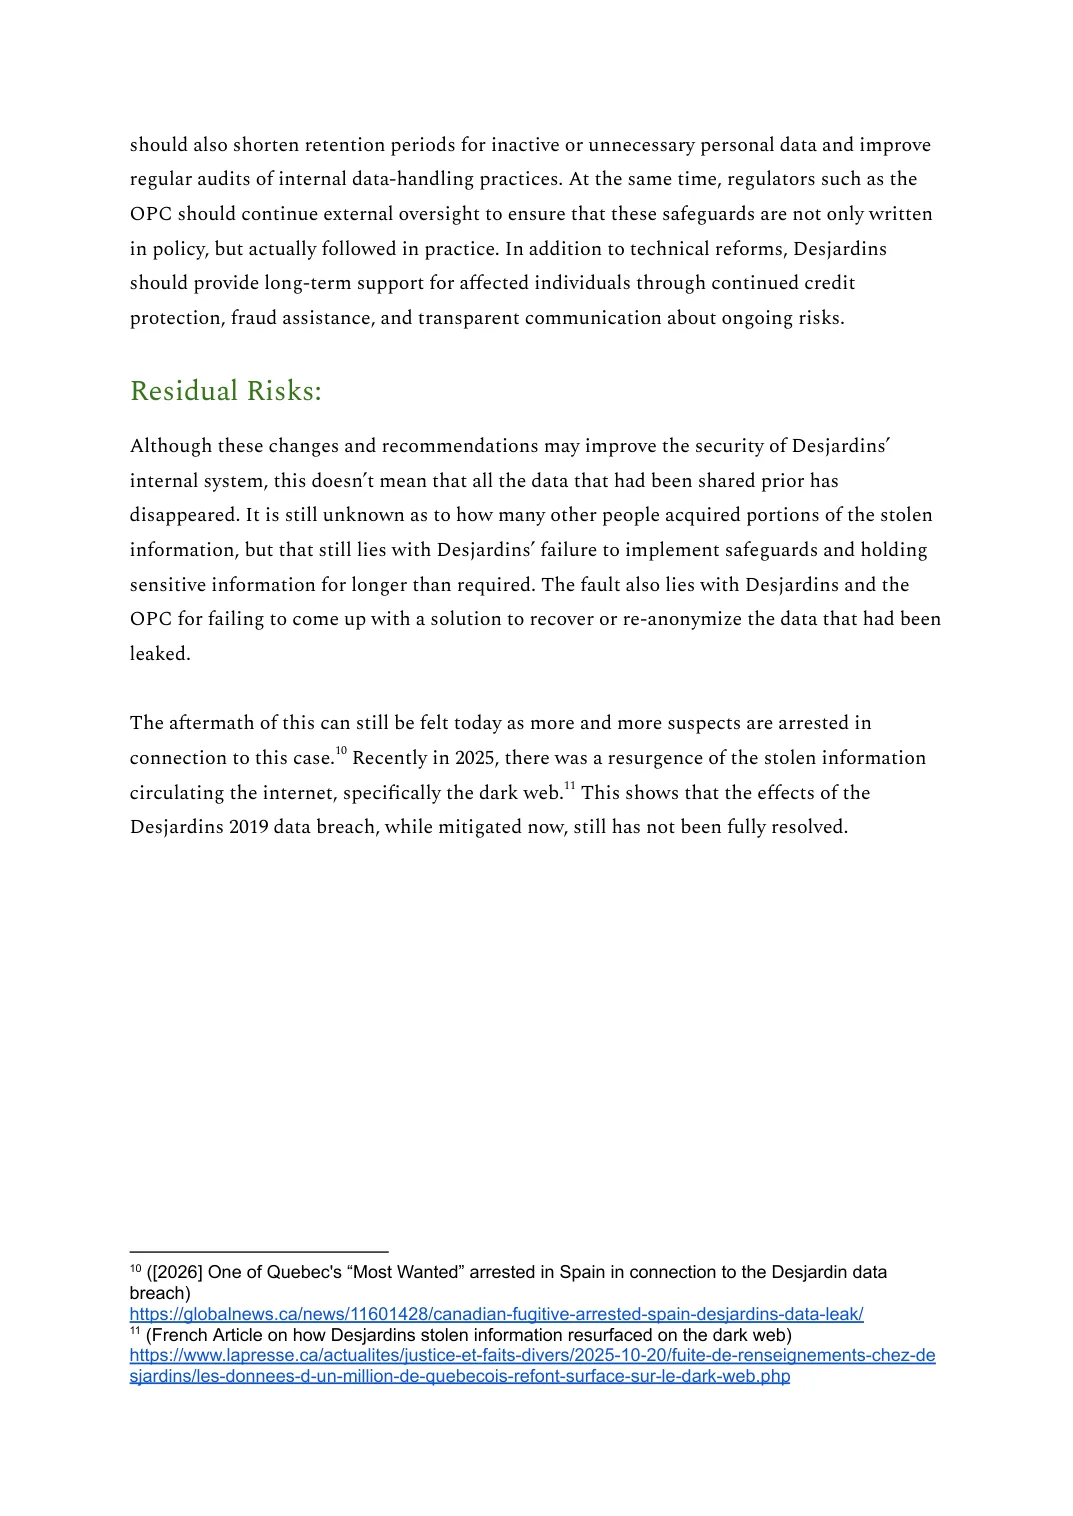 should also shorten retention periods for inactive or unnecessary personal data and improve
regular audits of internal data-handling practices. At the same time, regulators such as the
OPC should continue external oversight to ensure that these safeguards are not only written
in policy, but actually followed in practice. In addition to technical reforms, Desjardins
should provide long-term support for affected individuals through continued credit
protection, fraud assistance, and transparent communication about ongoing risks.
Residual Risks:
Although these changes and recommendations may improve the security of Desjardins’
internal system, this doesn’t mean that all the data that had been shared prior has
disappeared. It is still unknown as to how many other people acquired portions of the stolen
information, but that still lies with Desjardins’ failure to implement safeguards and holding
sensitive information for longer than required. The fault also lies with Desjardins and the
OPC for failing to come up with a solution to recover or re-anonymize the data that had been
leaked.
The aftermath of this can still be felt today as more and more suspects are arrested in
connection to this case.10 Recently in 2025, there was a resurgence of the stolen information
circulating the internet, specifically the dark web.11 This shows that the effects of the
Desjardins 2019 data breach, while mitigated now, still has not been fully resolved.
10 ([2026] One of Quebec's “Most Wanted” arrested in Spain in connection to the Desjardin data
breach)
https://globalnews.ca/news/11601428/canadian-fugitive-arrested-spain-desjardins-data-leak/
11 (French Article on how Desjardins stolen information resurfaced on the dark web)
https://www.lapresse.ca/actualites/justice-et-faits-divers/2025-10-20/fuite-de-renseignements-chez-de
sjardins/les-donnees-d-un-million-de-quebecois-refont-surface-sur-le-dark-web.php